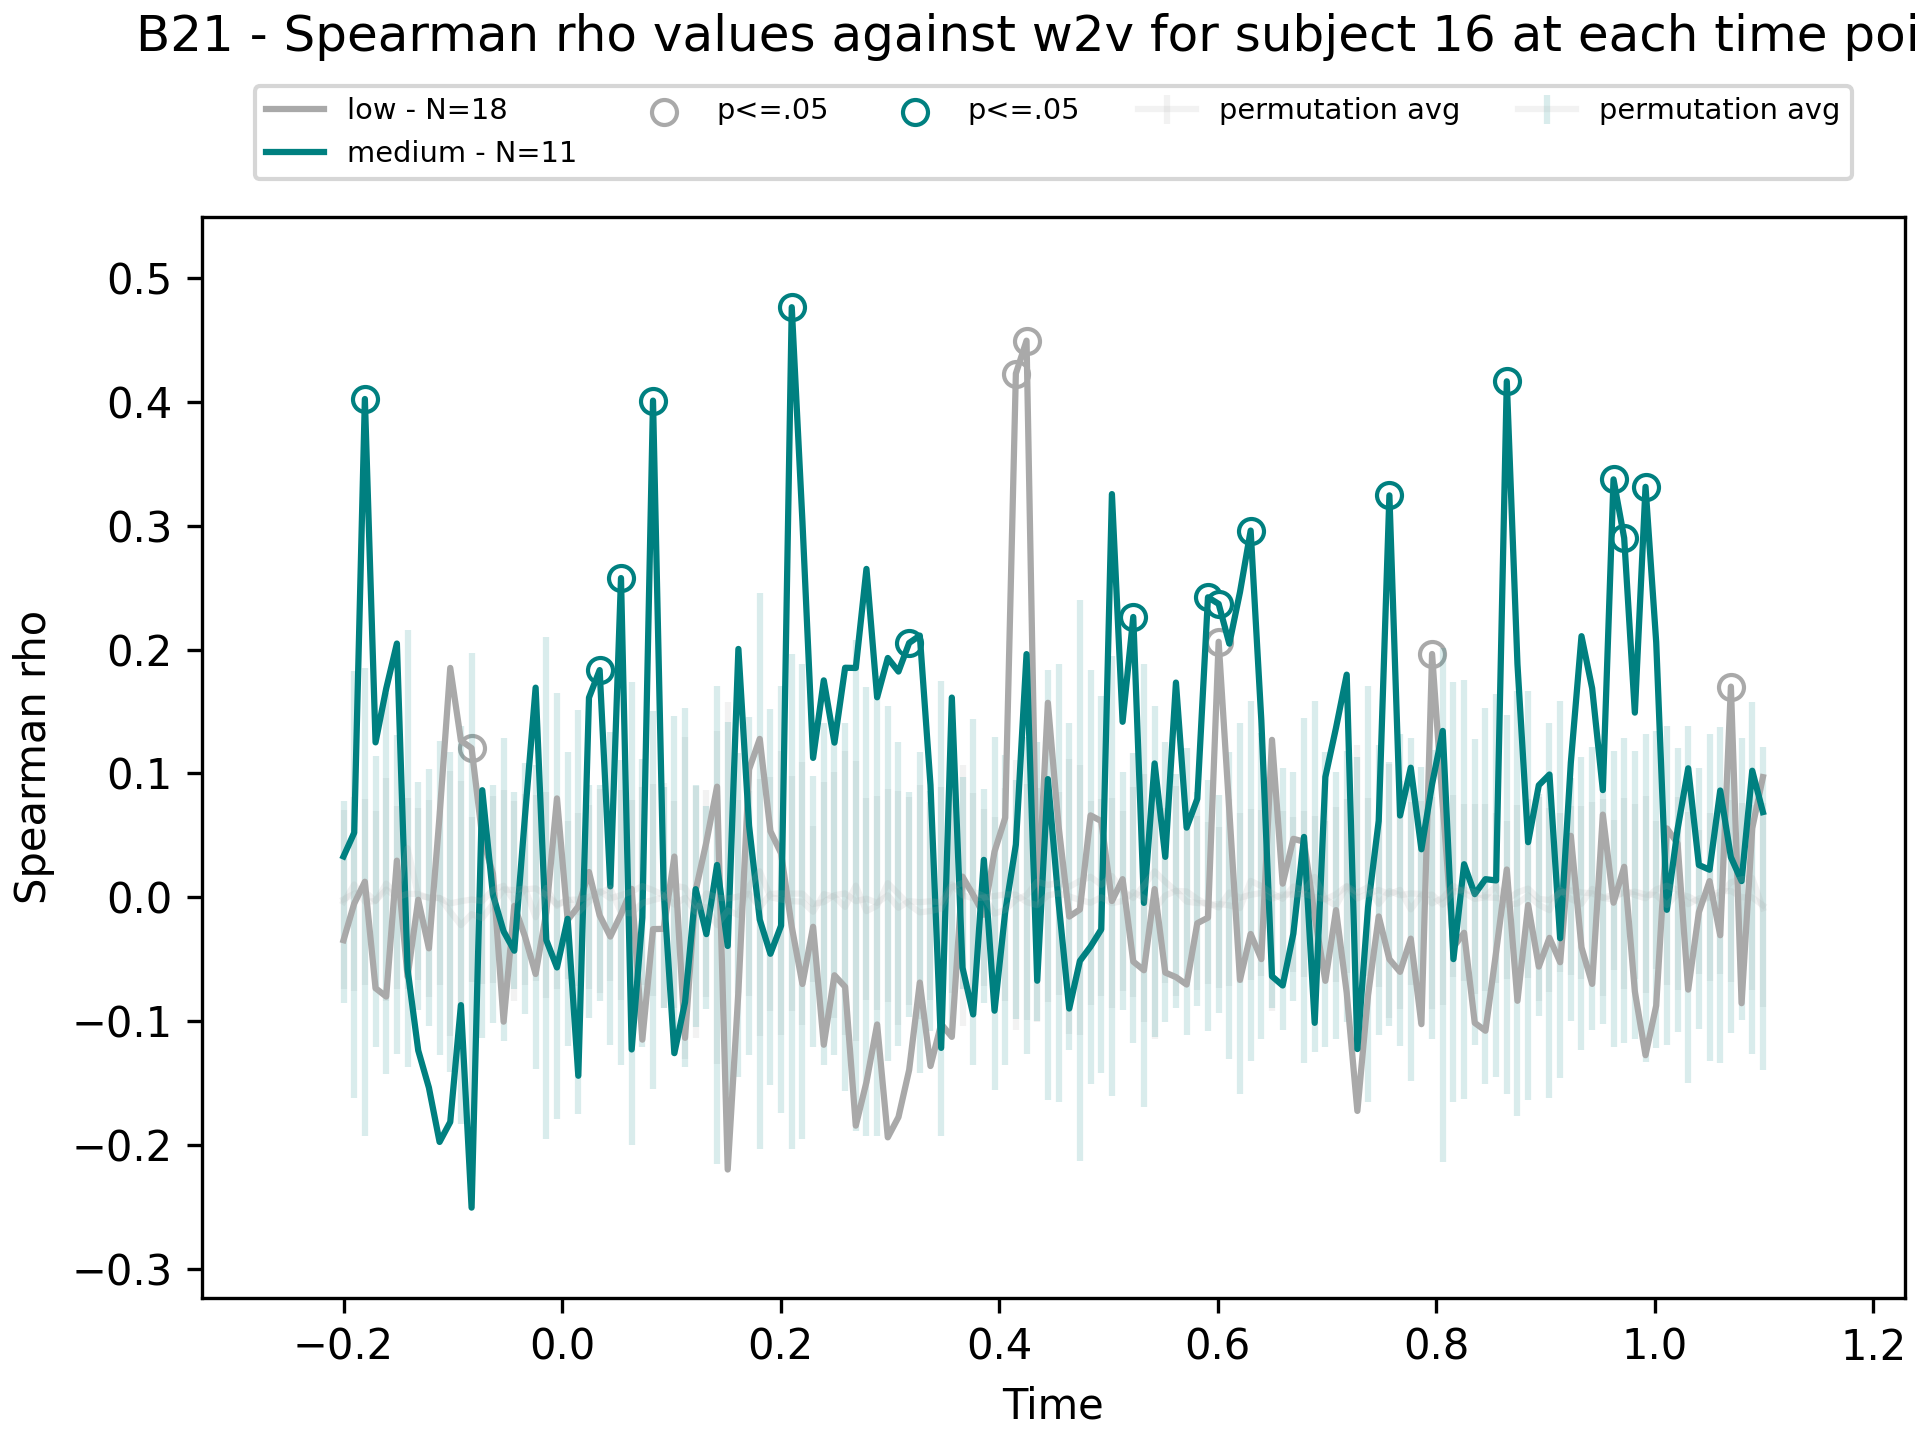 B21 - Spearman rho values against w2v for subject 16 at each time poi
low - N=18 p<=.05 p<=.05 permutation avg permutation avg
medium - N=11
0.5
0.4
0.3
0.2
0.1
0.0
−0.1
−0.2
−0.3
Spearman rho
−0.2 0.0 0.2 0.4 0.6 0.8 1.0 1.2
Time